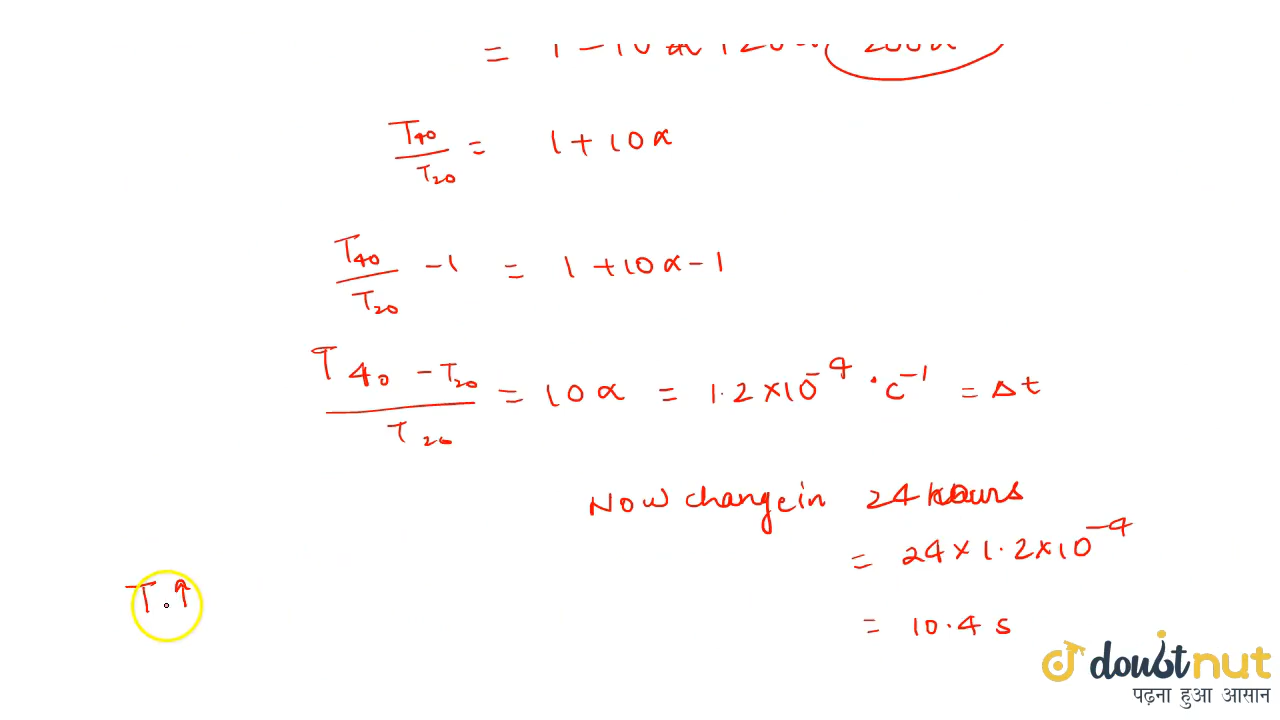 T40/T20 = 1 + 10α
T40/T20 - 1 = 1 + 10α - 1
T40 - T20/T20 = 10α = 1.2 × 10⁻⁴ °C⁻¹ = Δt
Now change in 24 hours
= 24 × 1.2 × 10⁻⁴
= 10.4 s
T.↑
doubtnut
पढ़ना हुआ आसान